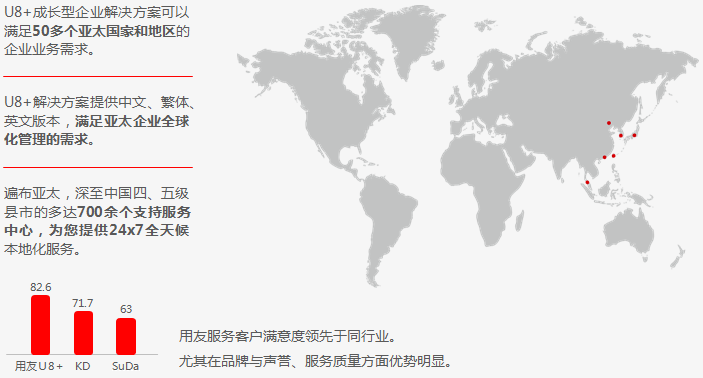 U8+成长型企业解决方案可以
满足50多个亚太国家和地区的
企业业务需求。
U8+解决方案提供中文、繁体、
英文版本，满足亚太企业全球
化管理的需求。
遍布亚太，深至中国四、五级
县市的多达700余个支持服务
中心，为您提供24x7全天候
本地化服务。
82.6
71.7
63
用友U8+ KD SuDa
用友服务客户满意度领先于同行业。
尤其在品牌与声誉、服务质量方面优势明显。